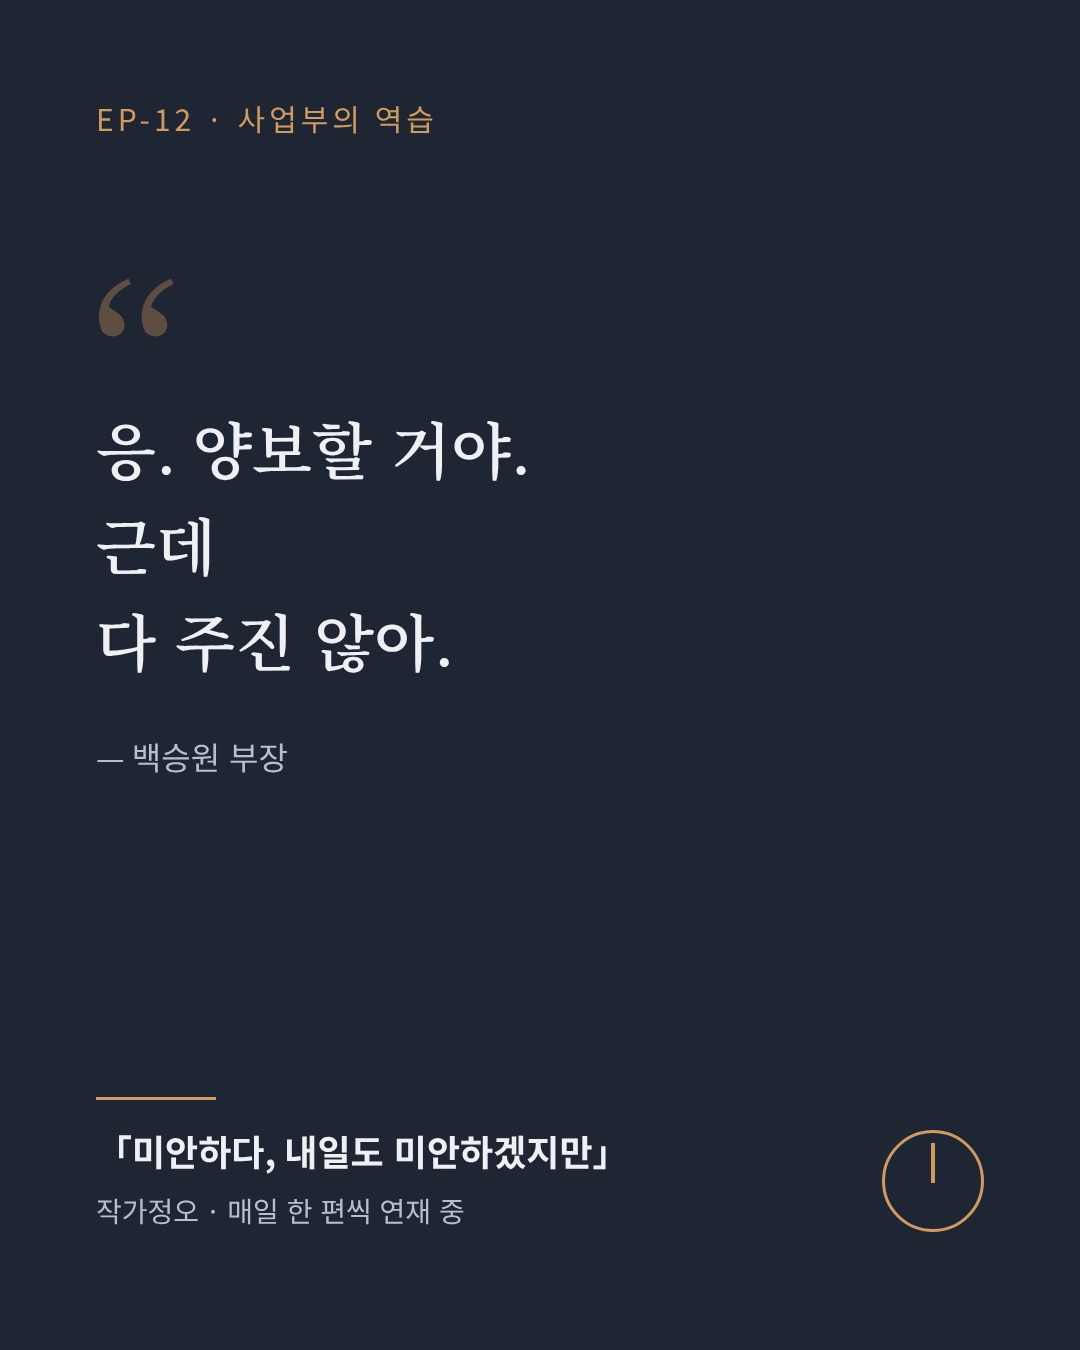 EP-12 · 사업부의 역습
“
응. 양보할 거야.
근데
다 주진 않아.
— 백승원 부장
「미안하다, 내일도 미안하겠지만」
작가정오 · 매일 한 편씩 연재 중